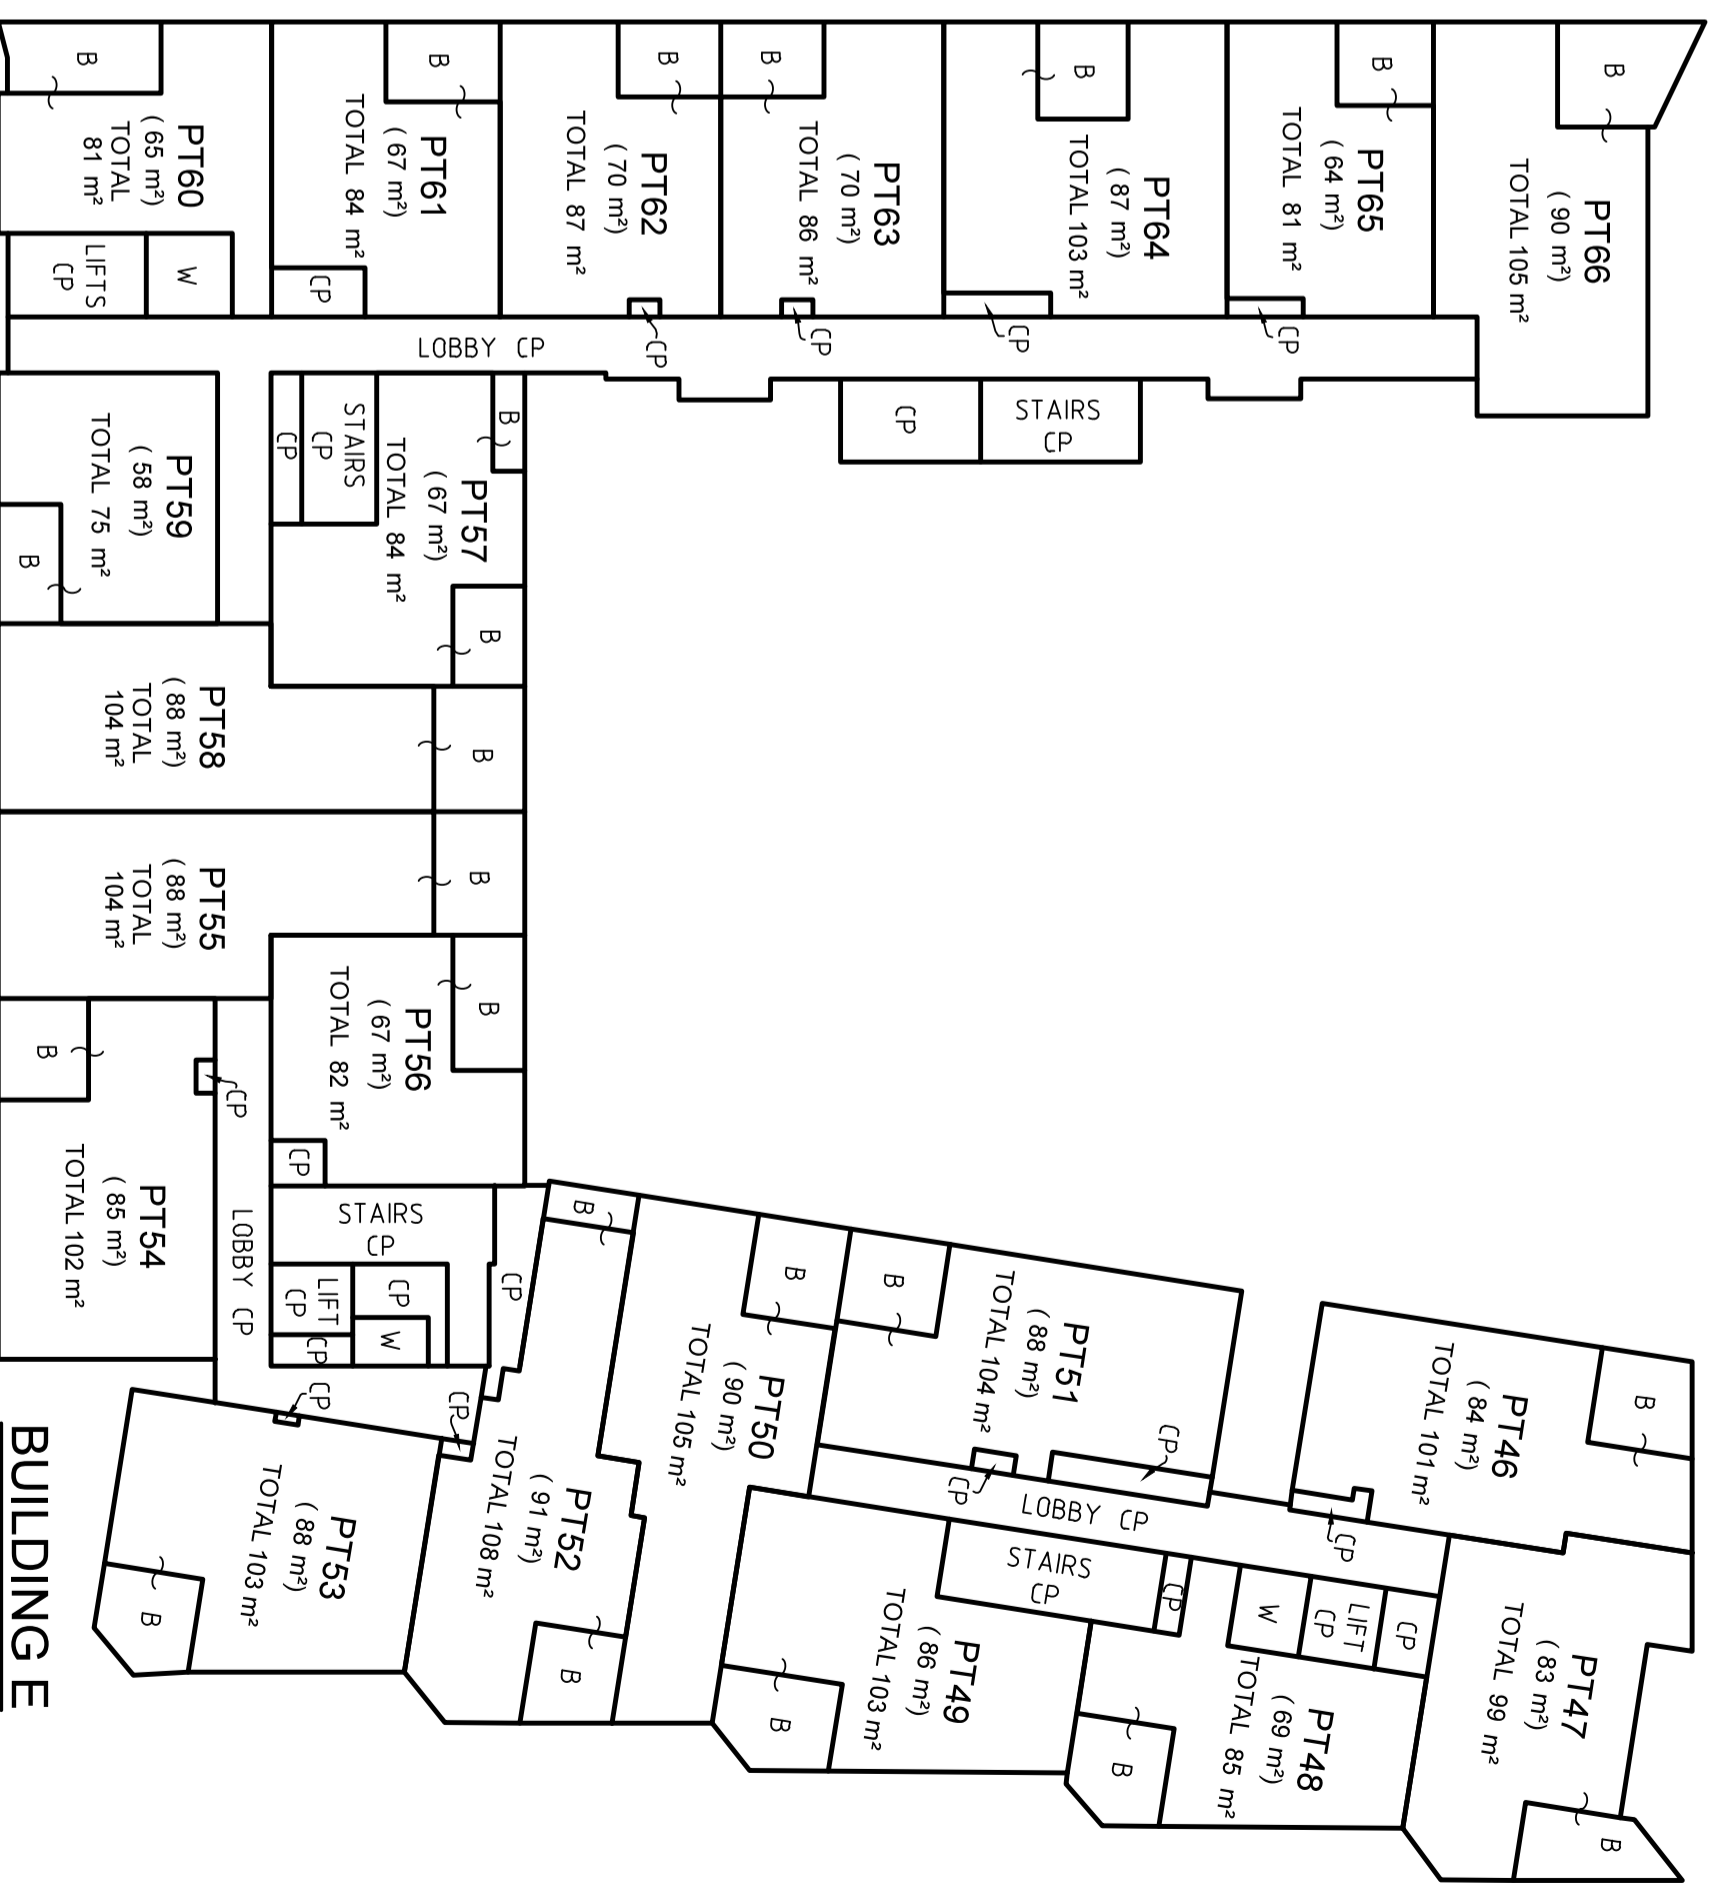 B
PT60
( 65 m²)
TOTAL
81 m²
LIFTS
CP
W
B
PT61
( 67 m²)
TOTAL 84 m²
CP
B
PT62
( 70 m²)
TOTAL 87 m²
CP
B
PT63
( 70 m²)
TOTAL 86 m²
CP
B
PT64
( 87 m²)
TOTAL 103 m²
CP
B
PT65
( 64 m²)
TOTAL 81 m²
CP
B
PT66
( 90 m²)
TOTAL 105 m²
LOBBY CP
CP
STAIRS
CP
PT59
( 58 m²)
TOTAL 75 m²
B
CP
STAIRS
CP
B
PT57
( 67 m²)
TOTAL 84 m²
B
PT58
( 88 m²)
TOTAL
104 m²
B
PT55
( 88 m²)
TOTAL
104 m²
B
PT56
( 67 m²)
TOTAL 82 m²
B
CP
PT54
( 85 m²)
TOTAL 102 m²
B
CP
LOBBY CP
STAIRS
CP
LIFT
CP
CP
W
CP
CP
CP
CP
PT53
( 88 m²)
TOTAL 103 m²
B
B
PT52
( 91 m²)
TOTAL 108 m²
B
PT50
( 90 m²)
TOTAL 105 m²
B
B
PT51
( 88 m²)
TOTAL 104 m²
CP
CP
LOBBY CP
STAIRS
CP
CP
PT49
( 86 m²)
TOTAL 103 m²
B
W
LIFT
CP
CP
PT48
( 69 m²)
TOTAL 85 m²
B
PT46
( 84 m²)
TOTAL 101 m²
B
CP
PT47
( 83 m²)
TOTAL 99 m²
B
BUILDING E